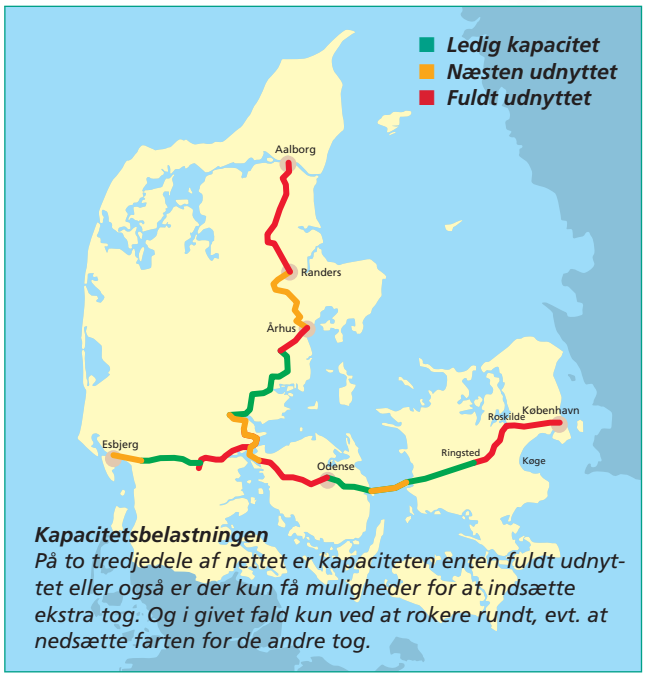 Ledig kapacitet
Næsten udnyttet
Fuldt udnyttet
Aalborg
Randers
Århus
København
Roskilde
Esbjerg
Ringsted
Køge
Odense
Kapacitetsbelastningen
På to tredjedele af nettet er kapaciteten enten fuldt udnyt-
tet eller også er der kun få muligheder for at indsætte
ekstra tog. Og i givet fald kun ved at rokere rundt, evt. at
nedsætte farten for de andre tog.